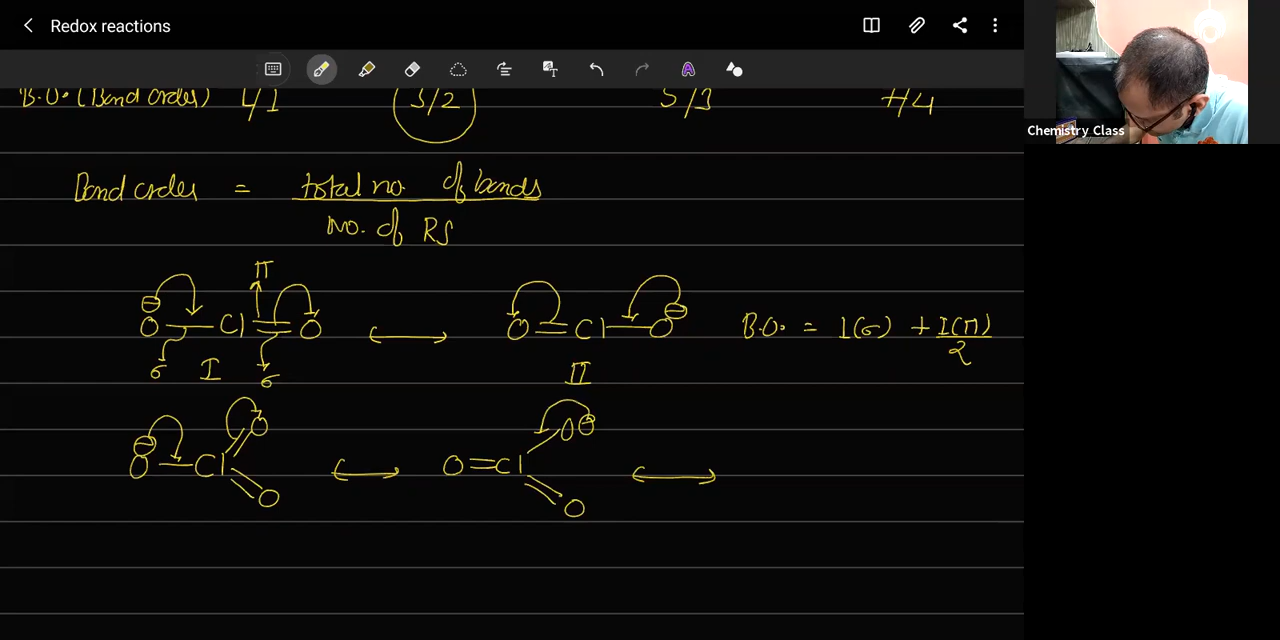 Redox reactions
Chemistry Class
B.O. (Bond order) 4/1 3/2 5/3 7/4
Bond order = total no. of bonds
No. of RS
π
⊖ ⊖
O — Cl = O ⟷ O = Cl — O B.O. = 1(σ) + 1(π)/2
σ I σ II
⊖ O O ⊖
O — Cl ⟷ O = Cl ⟷
O O